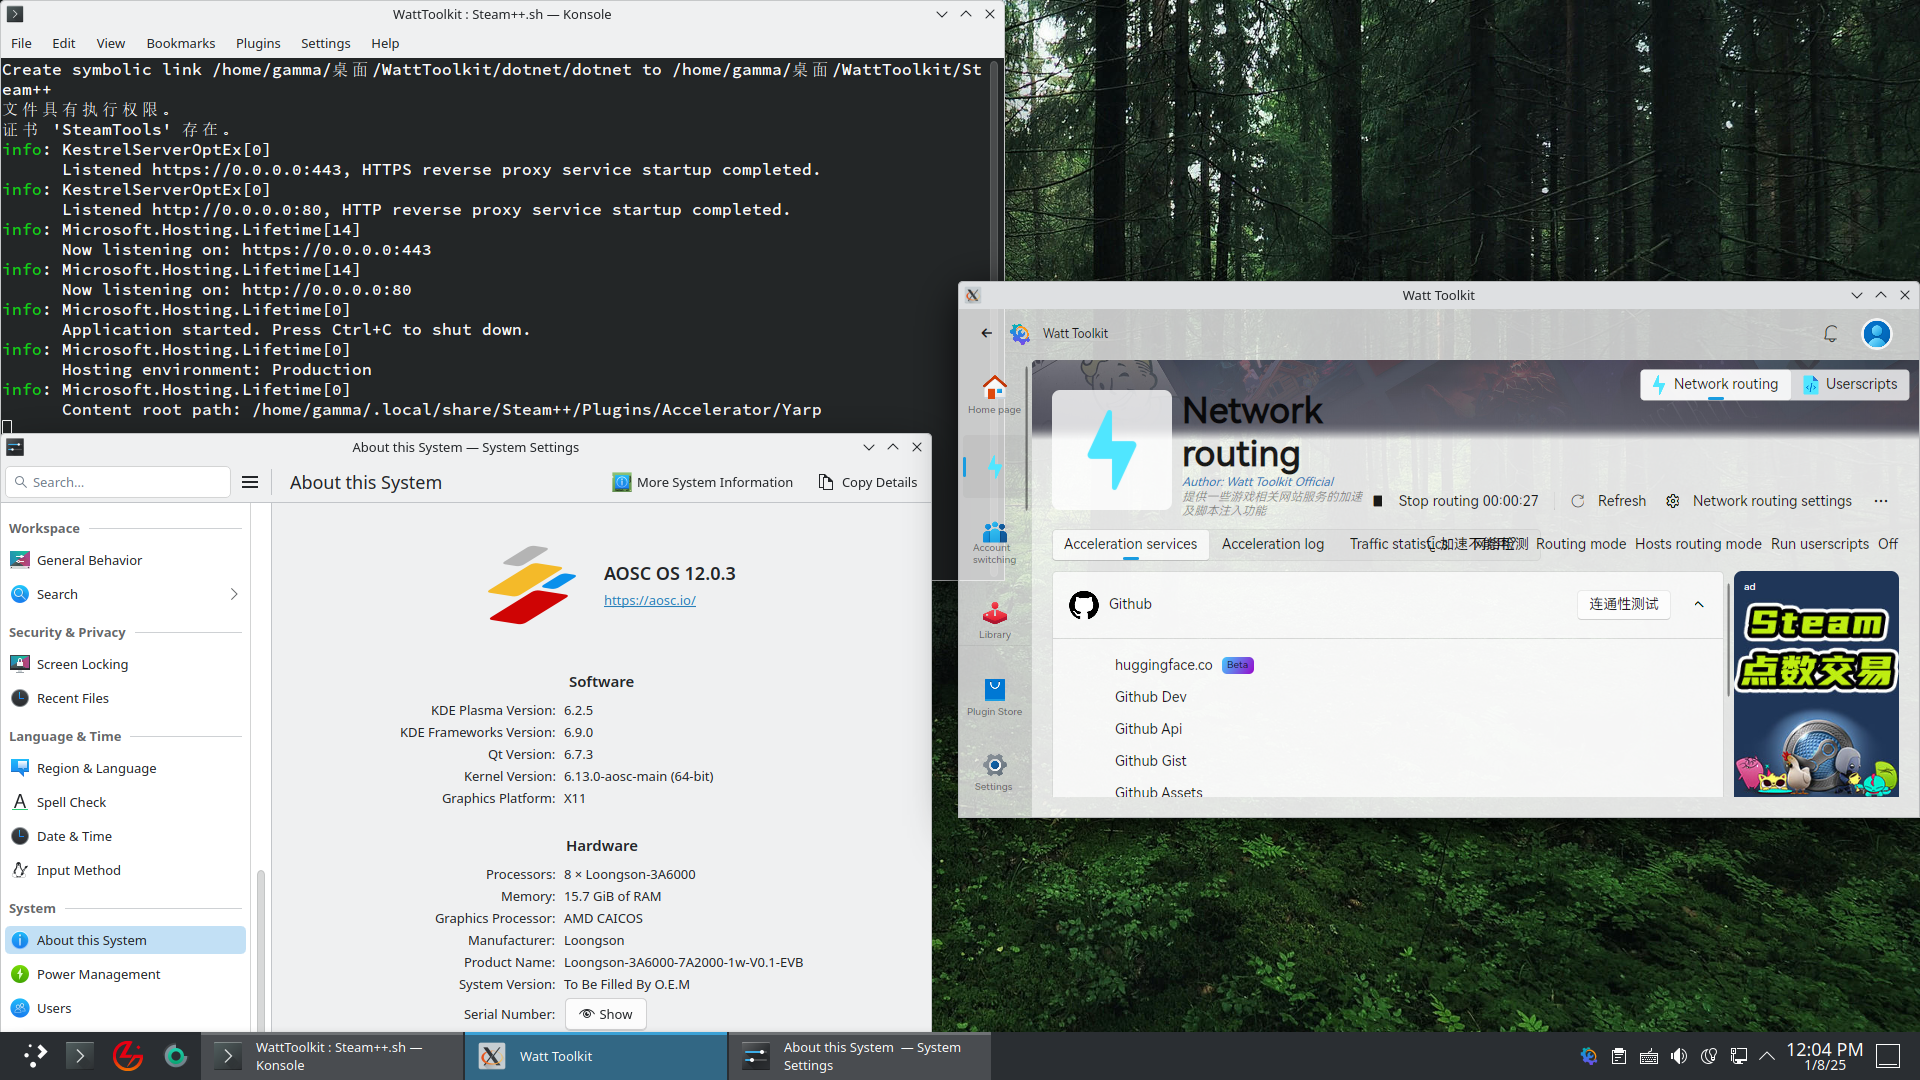 WattToolkit : Steam++.sh — Konsole
File Edit View Bookmarks Plugins Settings Help
Create symbolic link /home/gamma/桌面/WattToolkit/dotnet/dotnet to /home/gamma/桌面/WattToolkit/St
eam++
文件具有执行权限。
证书 'SteamTools' 存在。
info: KestrelServerOptEx[0]
Listened https://0.0.0.0:443, HTTPS reverse proxy service startup completed.
info: KestrelServerOptEx[0]
Listened http://0.0.0.0:80, HTTP reverse proxy service startup completed.
info: Microsoft.Hosting.Lifetime[14]
Now listening on: https://0.0.0.0:443
info: Microsoft.Hosting.Lifetime[14]
Now listening on: http://0.0.0.0:80
info: Microsoft.Hosting.Lifetime[0]
Application started. Press Ctrl+C to shut down.
info: Microsoft.Hosting.Lifetime[0]
Hosting environment: Production
info: Microsoft.Hosting.Lifetime[0]
Content root path: /home/gamma/.local/share/Steam++/Plugins/Accelerator/Yarp
About this System — System Settings
Search...
About this System
More System Information
Copy Details
Workspace
General Behavior
Search
Security & Privacy
Screen Locking
Recent Files
Language & Time
Region & Language
Spell Check
Date & Time
Input Method
System
About this System
Power Management
Users
AOSC OS 12.0.3
https://aosc.io/
Software
KDE Plasma Version: 6.2.5
KDE Frameworks Version: 6.9.0
Qt Version: 6.7.3
Kernel Version: 6.13.0-aosc-main (64-bit)
Graphics Platform: X11
Hardware
Processors: 8 × Loongson-3A6000
Memory: 15.7 GiB of RAM
Graphics Processor: AMD CAICOS
Manufacturer: Loongson
Product Name: Loongson-3A6000-7A2000-1w-V0.1-EVB
System Version: To Be Filled By O.E.M
Serial Number: Show
Watt Toolkit
Watt Toolkit
Home page
Account
switching
Library
Plugin Store
Settings
Network routing
Userscripts
Network
routing
Author: Watt Toolkit Official
提供一些游戏相关网站服务的加速
及脚本注入功能
Stop routing 00:00:27
Refresh
Network routing settings
Acceleration services
Acceleration log
Traffic statistics
Routing mode
Hosts routing mode
Run userscripts
Off
Github
连通性测试
huggingface.co Beta
Github Dev
Github Api
Github Gist
Github Assets
ad
Steam
点数交易
WattToolkit : Steam++.sh —
Konsole
Watt Toolkit
About this System — System
Settings
12:04 PM
1/8/25